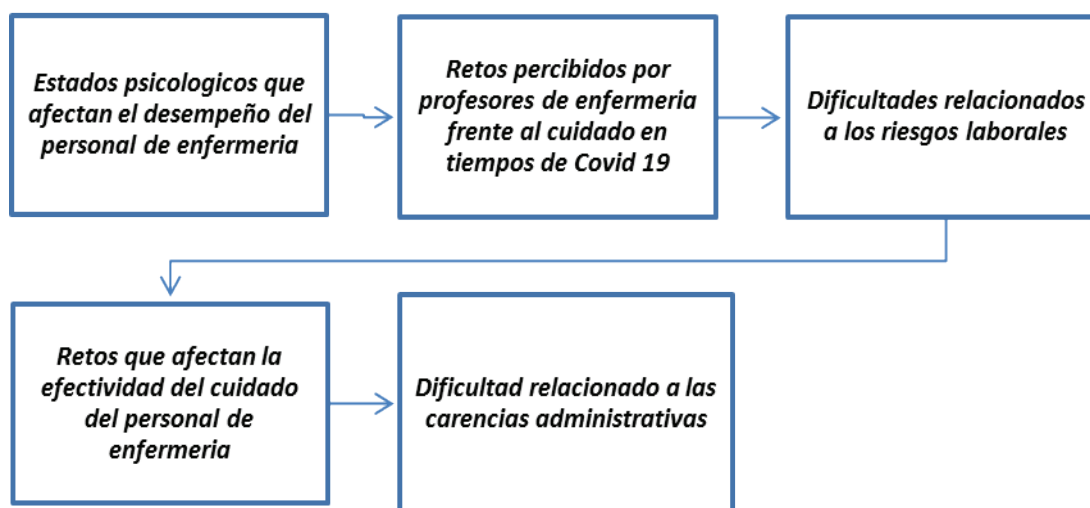 Estados psicologicos que
afectan el desempeño del
personal de enfermeria
Retos percibidos por
profesores de enfermeria
frente al cuidado en
tiempos de Covid 19
Dificultades relacionados
a los riesgos laborales
Retos que afectan la
efectividad del cuidado
del personal de
enfermeria
Dificultad relacionado a las
carencias administrativas